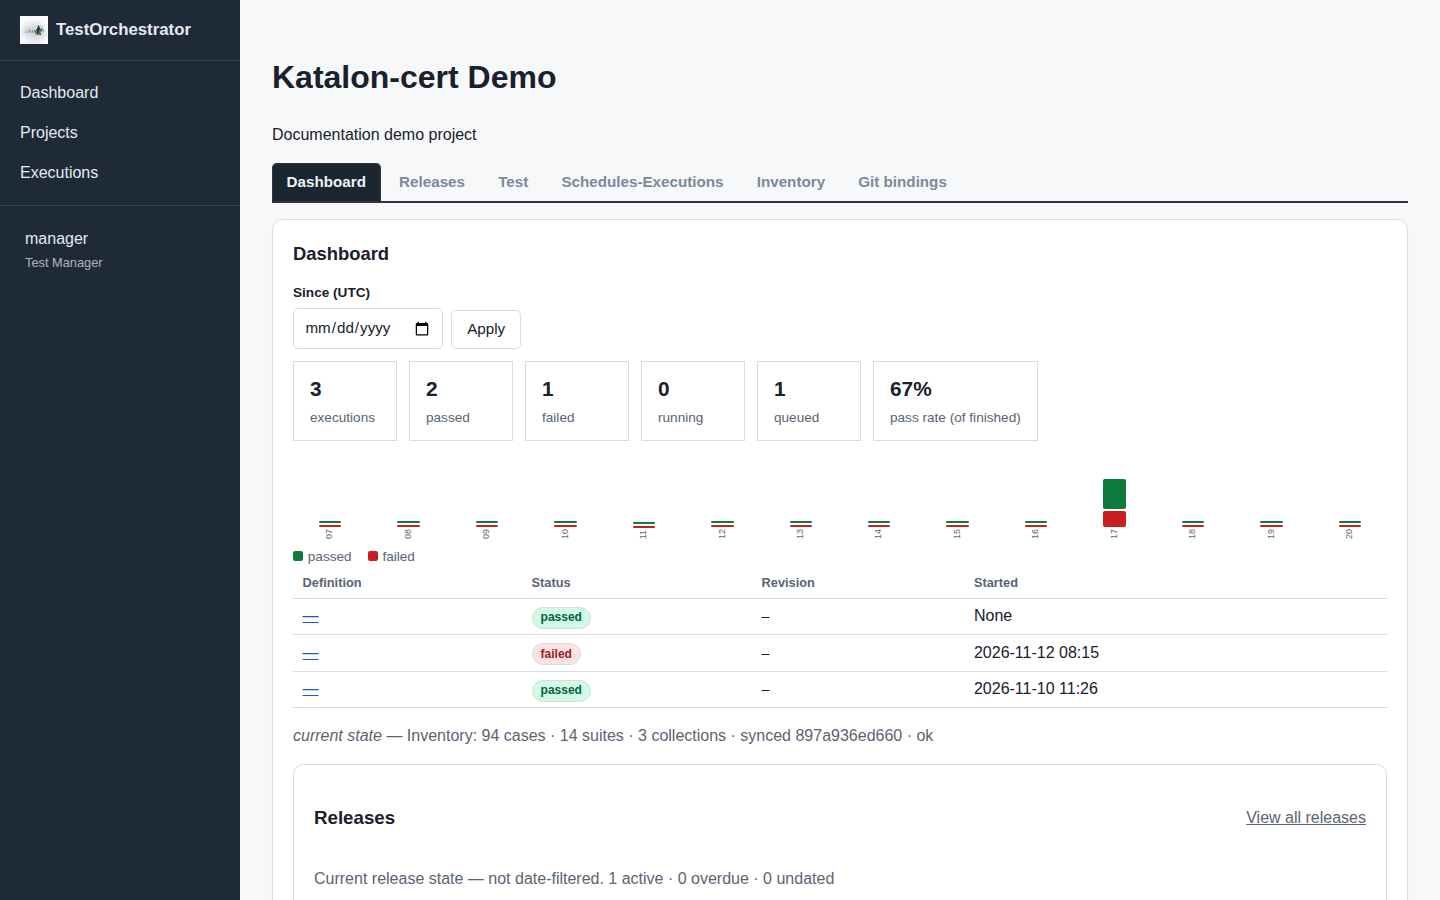 TestOrchestrator
Dashboard
Projects
Executions
manager
Test Manager
Katalon-cert Demo
Documentation demo project
Dashboard Releases Test Schedules-Executions Inventory Git bindings
Dashboard
Since (UTC)
mm/dd/yyyy Apply
3 2 1 0 1 67%
executions passed failed running queued pass rate (of finished)
07 08 09 10 11 12 13 14 15 16 17 18 19 20
passed failed
Definition Status Revision Started
— passed – None
— failed – 2026-11-12 08:15
— passed – 2026-11-10 11:26
current state — Inventory: 94 cases · 14 suites · 3 collections · synced 897a936ed660 · ok
Releases View all releases
Current release state — not date-filtered. 1 active · 0 overdue · 0 undated